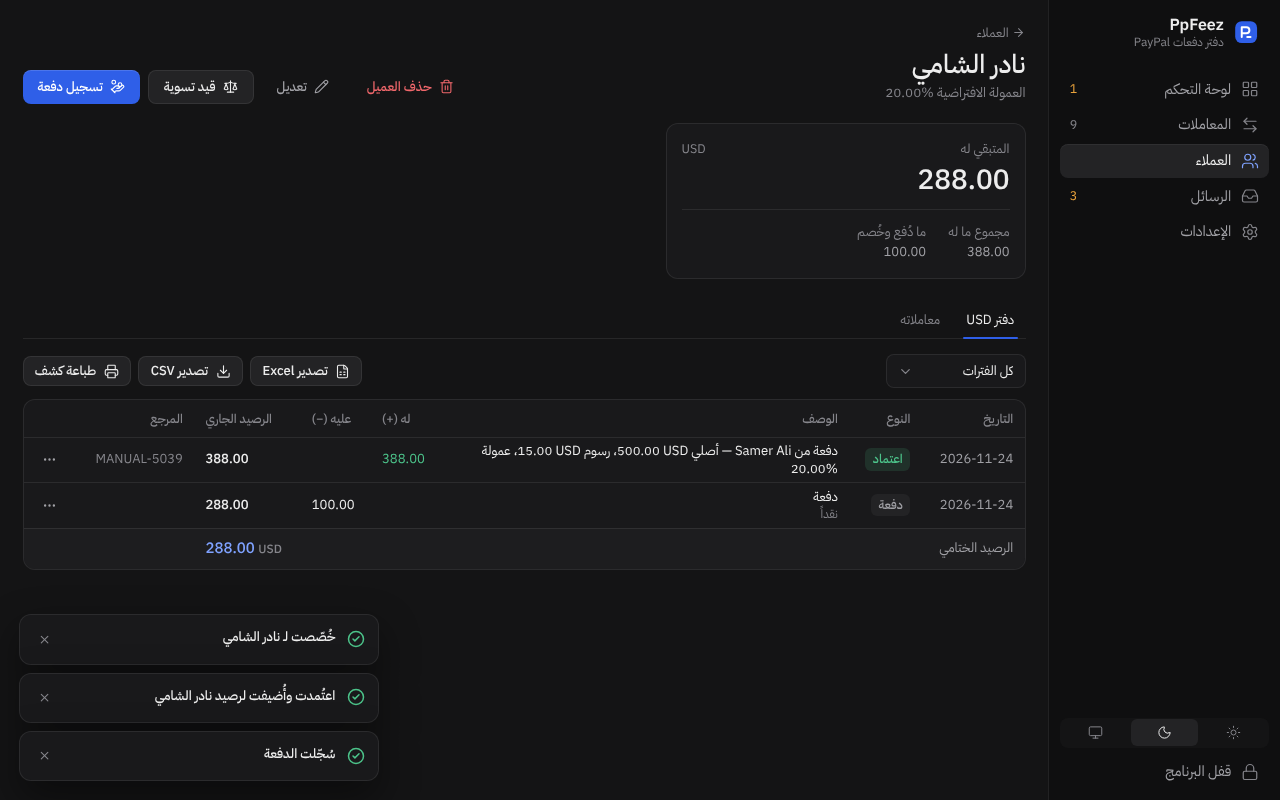 PpFeez
دفتر دفعات PayPal
لوحة التحكم 1
المعاملات 9
العملاء
الرسائل 3
الإعدادات
قفل البرنامج
العملاء
نادر الشامي
العمولة الافتراضية 20.00%
حذف العميل
تعديل
قيد تسوية
تسجيل دفعة
المتبقي له USD
288.00
مجموع ما له ما دُفع وخُصم
388.00 100.00
دفتر USD معاملاته
كل الفترات
تصدير Excel
تصدير CSV
طباعة كشف
التاريخ النوع الوصف له (+) عليه (−) الرصيد الجاري المرجع
2026-11-24 اعتماد دفعة من Samer Ali — أصلي 500.00 USD، رسوم 15.00 USD، عمولة 388.00 388.00 MANUAL-5039
20.00%
2026-11-24 دفعة دفعة 100.00 288.00
نقداً
الرصيد الختامي 288.00 USD
خُصّصت لـ نادر الشامي
اعتُمدت وأُضيفت لرصيد نادر الشامي
سُجّلت الدفعة